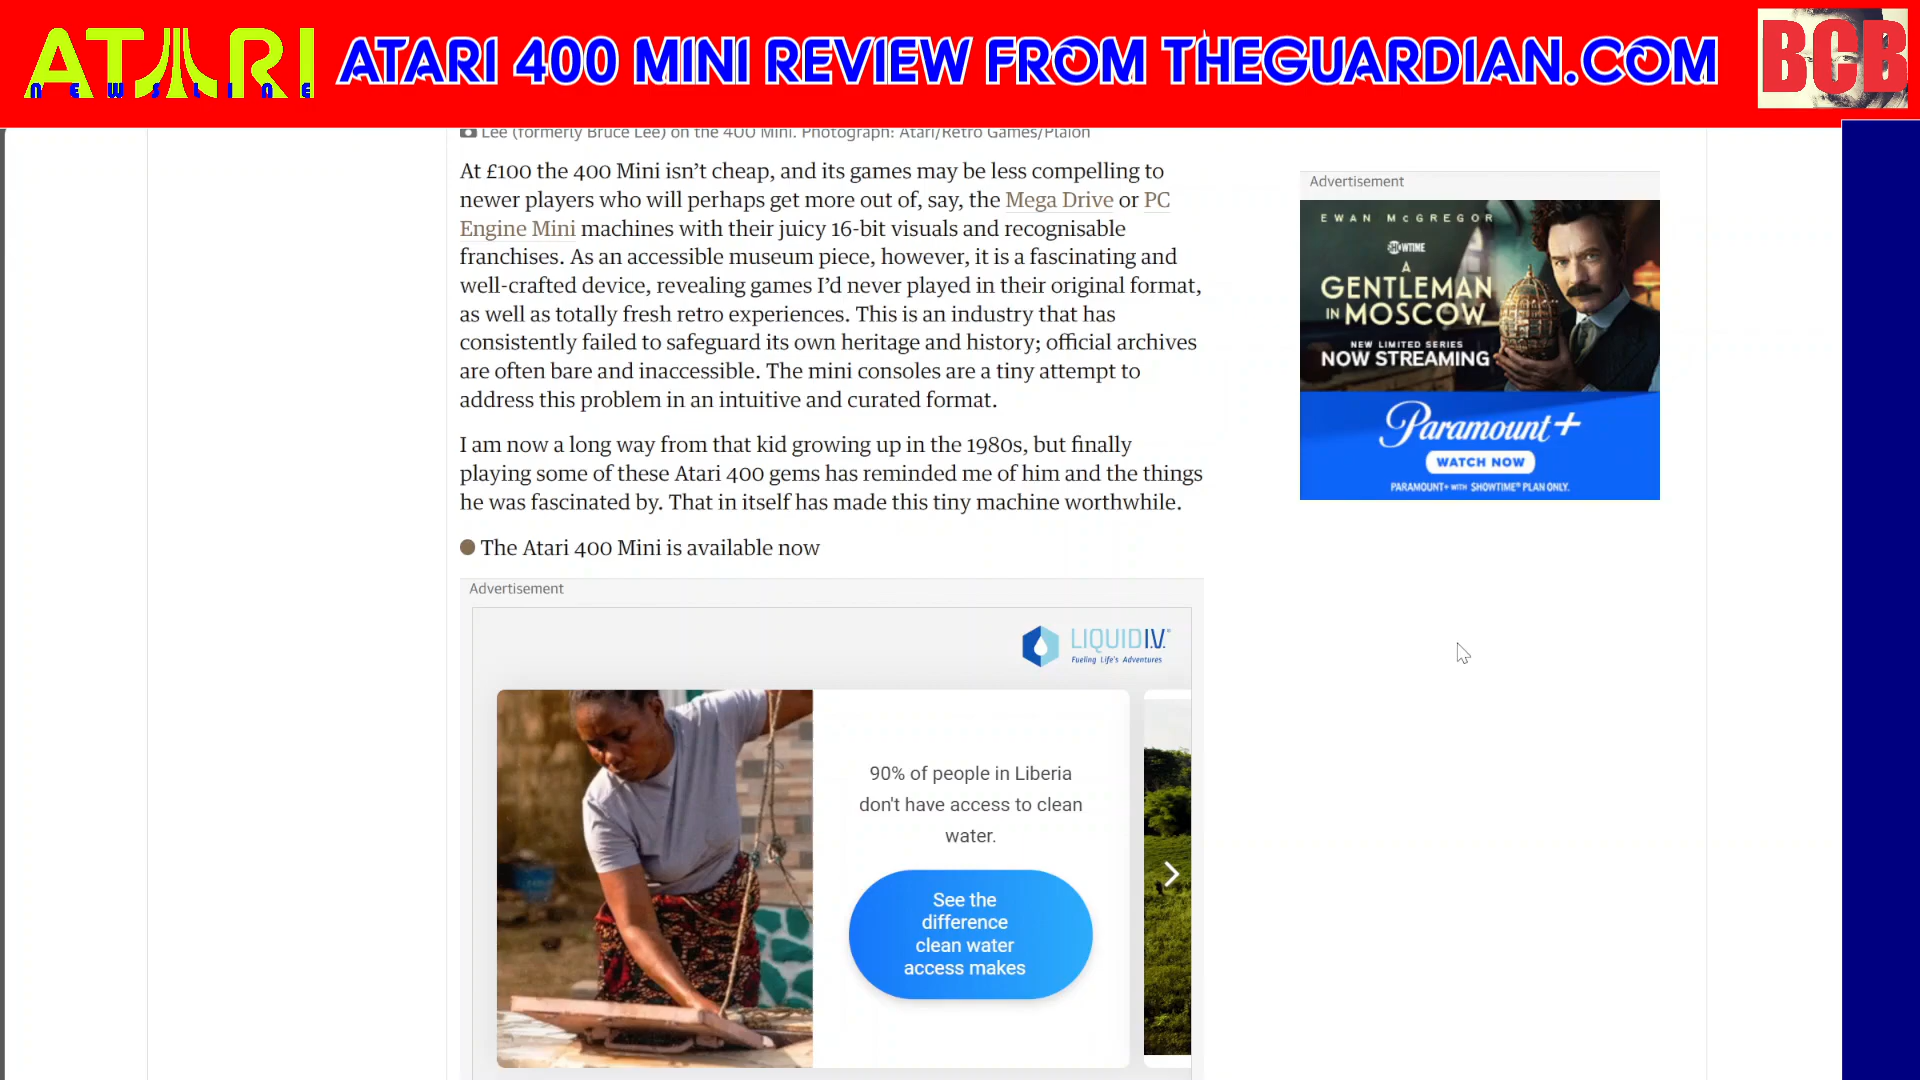 ATARI
NEWSLINE
ATARI 400 MINI REVIEW FROM THEGUARDIAN.COM
BCB
Lee (formerly Bruce Lee) on the 400 Mini. Photograph: Atari/Retro Games/Plaion
At £100 the 400 Mini isn’t cheap, and its games may be less compelling to
newer players who will perhaps get more out of, say, the Mega Drive or PC
Engine Mini machines with their juicy 16-bit visuals and recognisable
franchises. As an accessible museum piece, however, it is a fascinating and
well-crafted device, revealing games I’d never played in their original format,
as well as totally fresh retro experiences. This is an industry that has
consistently failed to safeguard its own heritage and history; official archives
are often bare and inaccessible. The mini consoles are a tiny attempt to
address this problem in an intuitive and curated format.
I am now a long way from that kid growing up in the 1980s, but finally
playing some of these Atari 400 gems has reminded me of him and the things
he was fascinated by. That in itself has made this tiny machine worthwhile.
The Atari 400 Mini is available now
Advertisement
LIQUID I.V.
Fueling Life's Adventures
90% of people in Liberia
don't have access to clean
water.
See the
difference
clean water
access makes
Advertisement
EWAN McGREGOR
SHOWTIME
A
GENTLEMAN
IN MOSCOW
NEW LIMITED SERIES
NOW STREAMING
Paramount+
WATCH NOW
PARAMOUNT+ WITH SHOWTIME® PLAN ONLY.